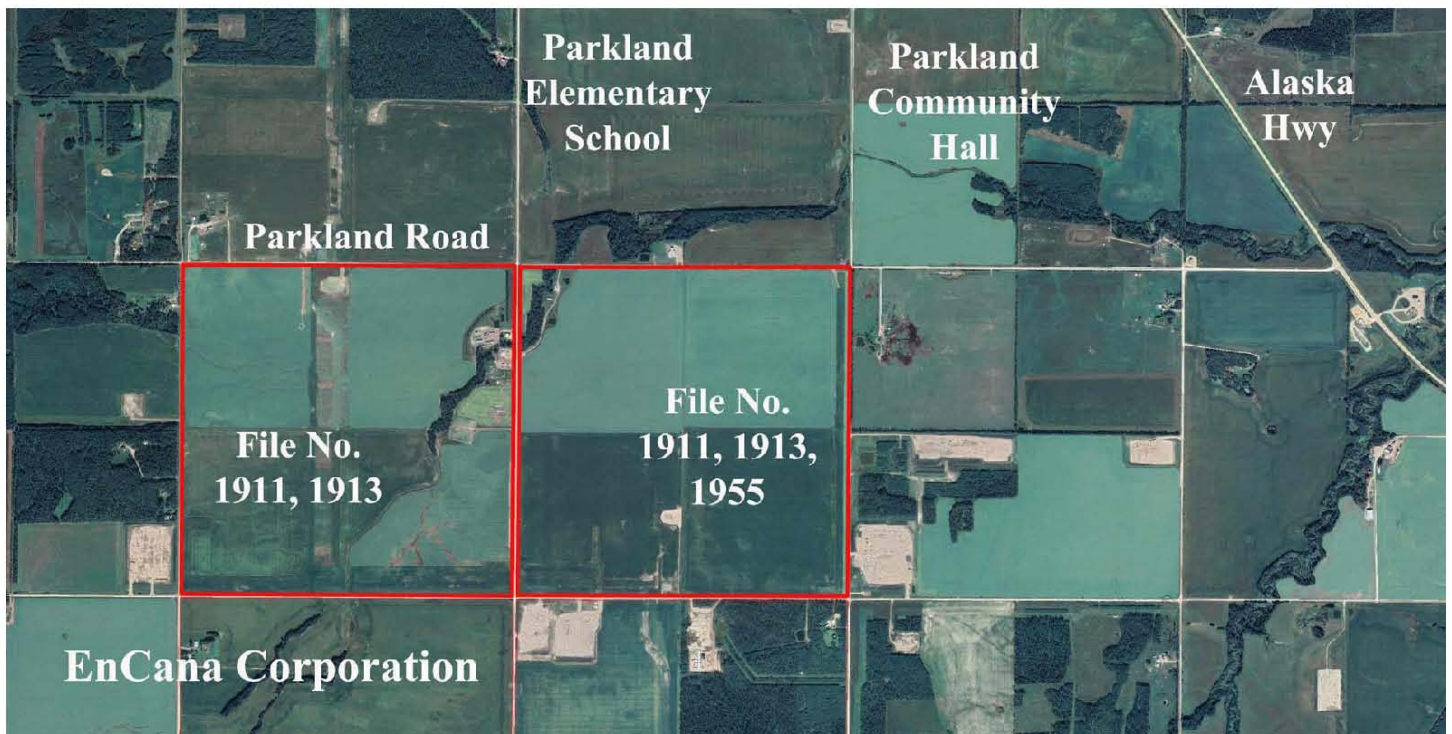 Parkland
Elementary
School
Parkland
Community
Hall
Alaska
Hwy
Parkland Road
File No.
1911, 1913
File No.
1911, 1913,
1955
EnCana Corporation